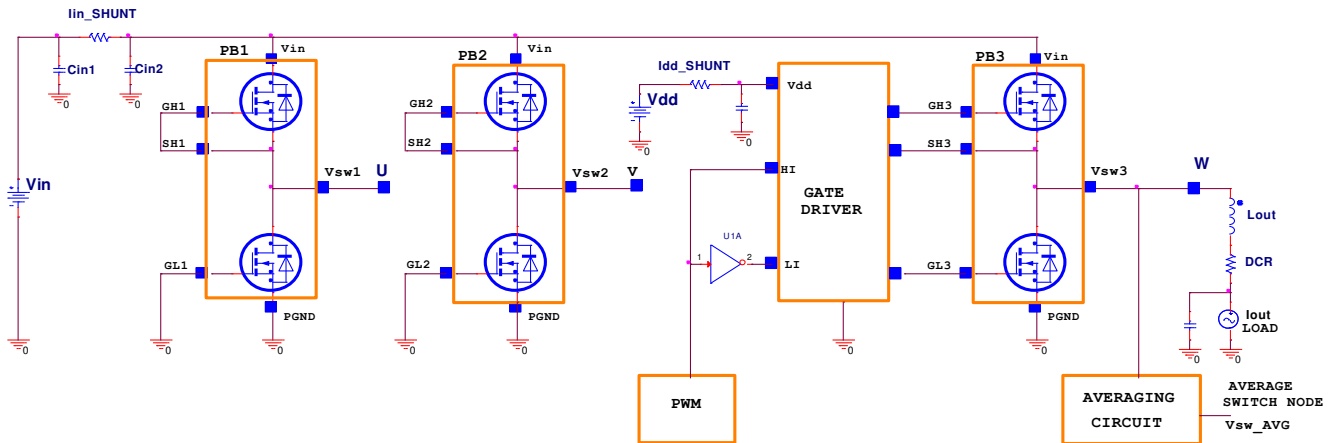 Iin_SHUNT
Cin1
Cin2
0
0
Vin
0
PB1
Vin
GH1
SH1
Vsw1
U
GL1
PGND
0
0
PB2
Vin
GH2
SH2
Vsw2
V
GL2
PGND
0
0
Idd_SHUNT
Vdd
0
0
Vdd
HI
GATE
DRIVER
LI
0
U1A
1
2
PWM
PB3
Vin
GH3
SH3
Vsw3
GL3
PGND
0
W
Lout
DCR
Iout
LOAD
0
0
AVERAGING
CIRCUIT
AVERAGE
SWITCH NODE
Vsw_AVG